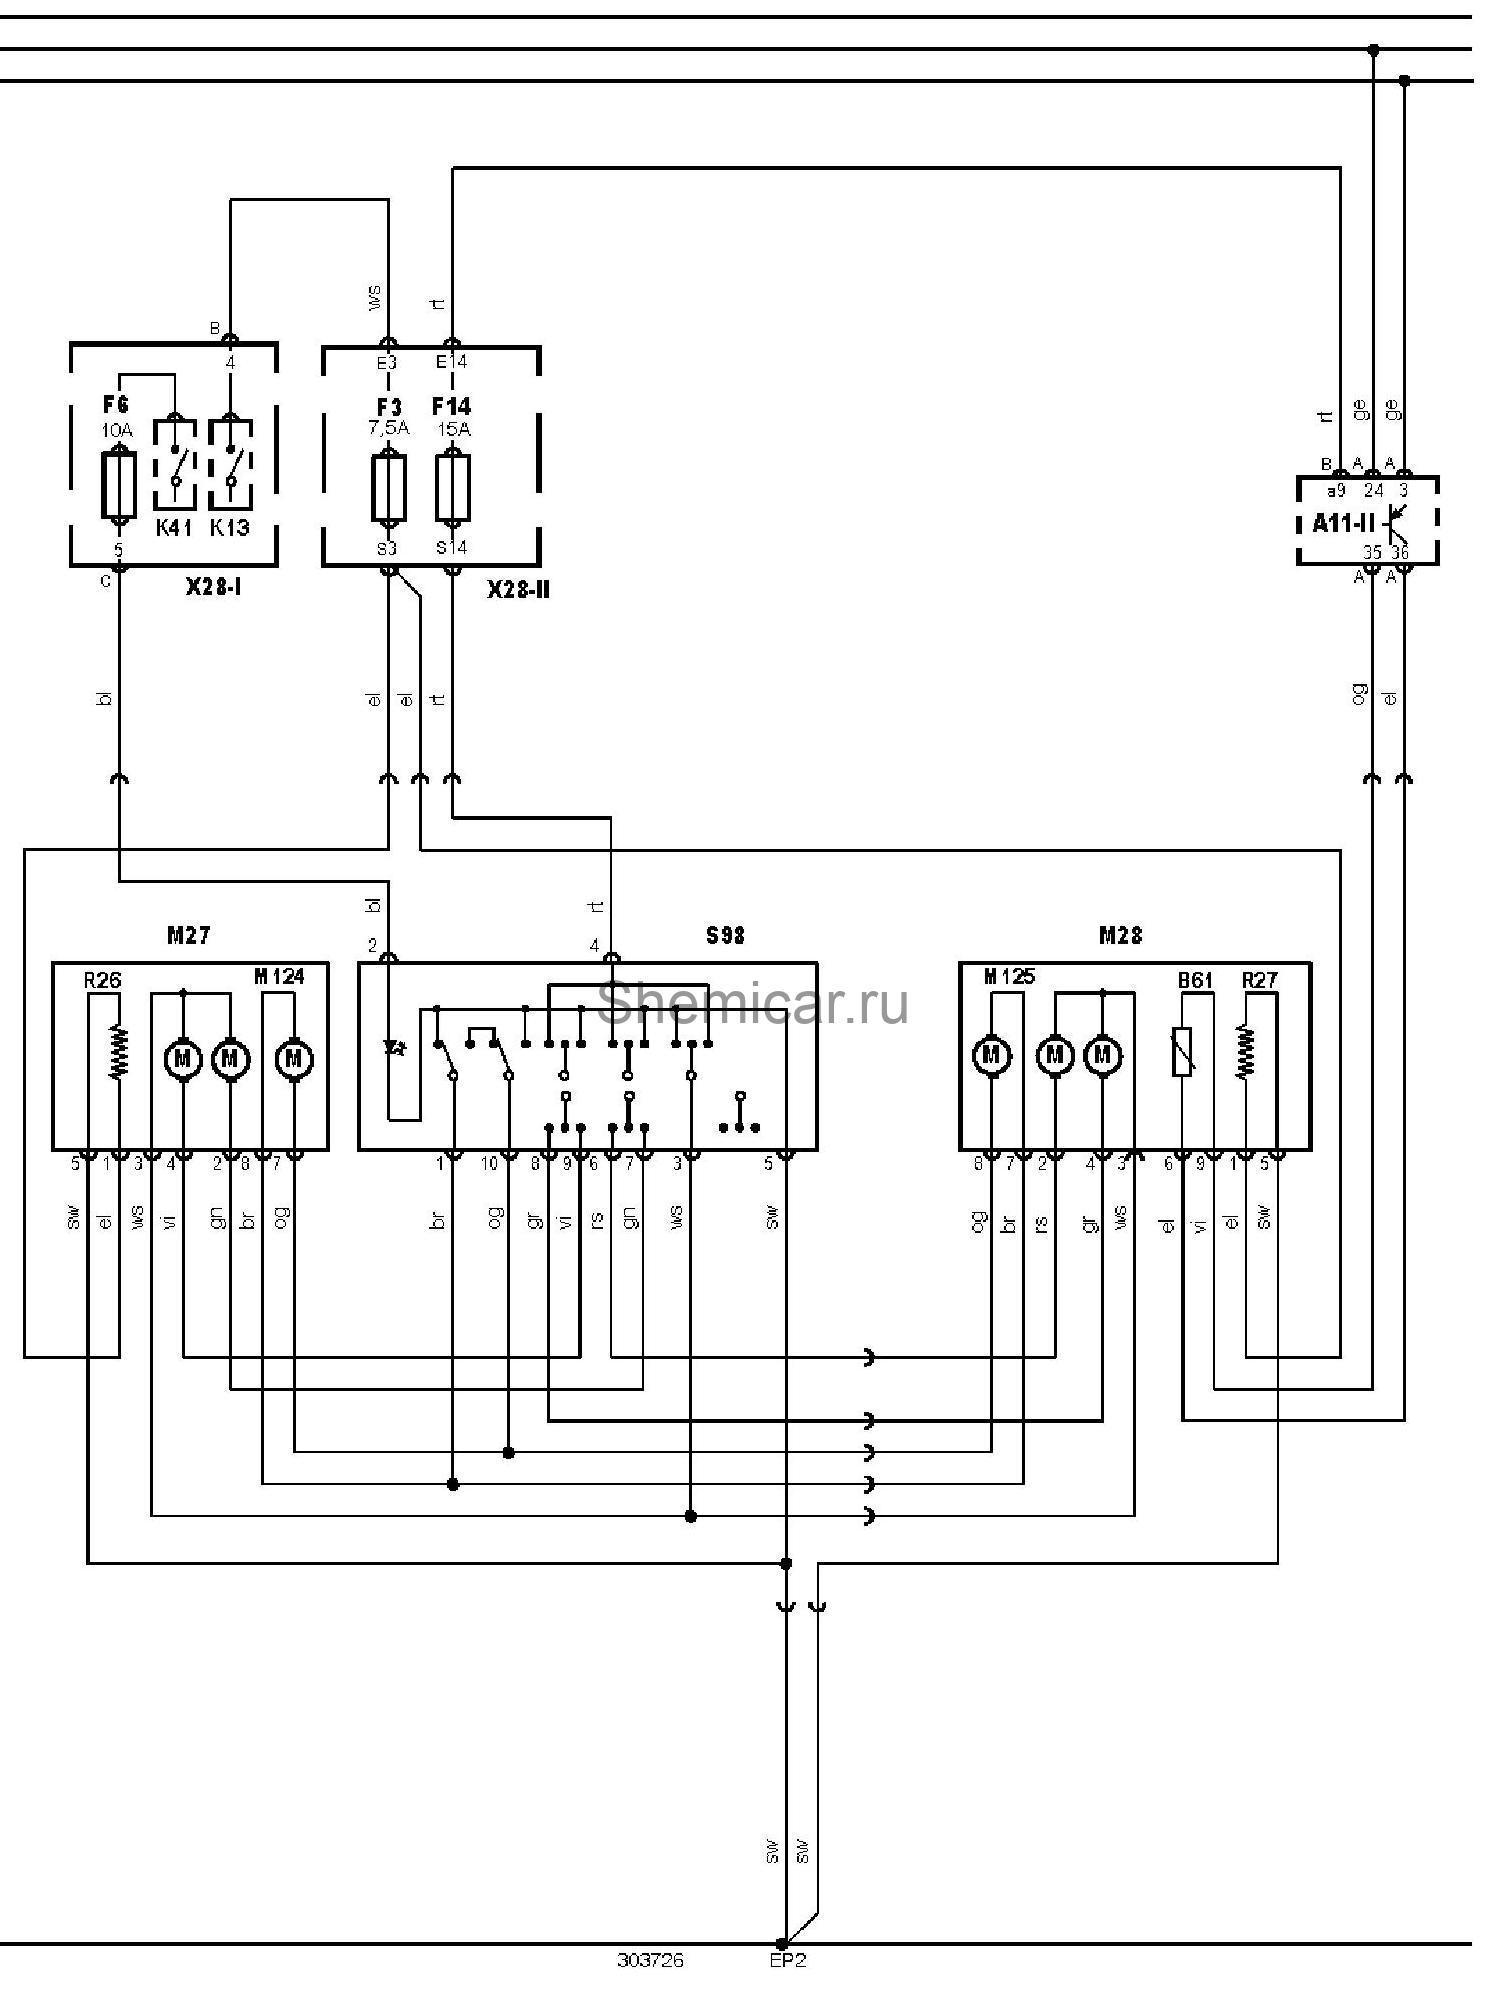 ws
rt
B
4
E3
E14
F6
10A
F3
7,5A
F14
15A
rt
ge
ge
B
A
A
a9
24
3
A11-II
K41
K13
5
S3
S14
35
36
C
X28-I
X28-II
A
A
bl
el
el
rt
og
el
bl
rt
M27
2
4
S98
M28
R26
M124
M125
B61
R27
Shemicar.ru
M
M
M
M
M
M
5
1
3
4
2
8
7
1
10
8
9
6
7
3
5
8
7
2
4
3
6
9
1
5
sw
el
ws
vi
gn
br
og
br
og
gr
vi
rs
gn
ws
sw
og
br
rs
gr
ws
el
vi
el
sw
sw
sw
303726
EP2